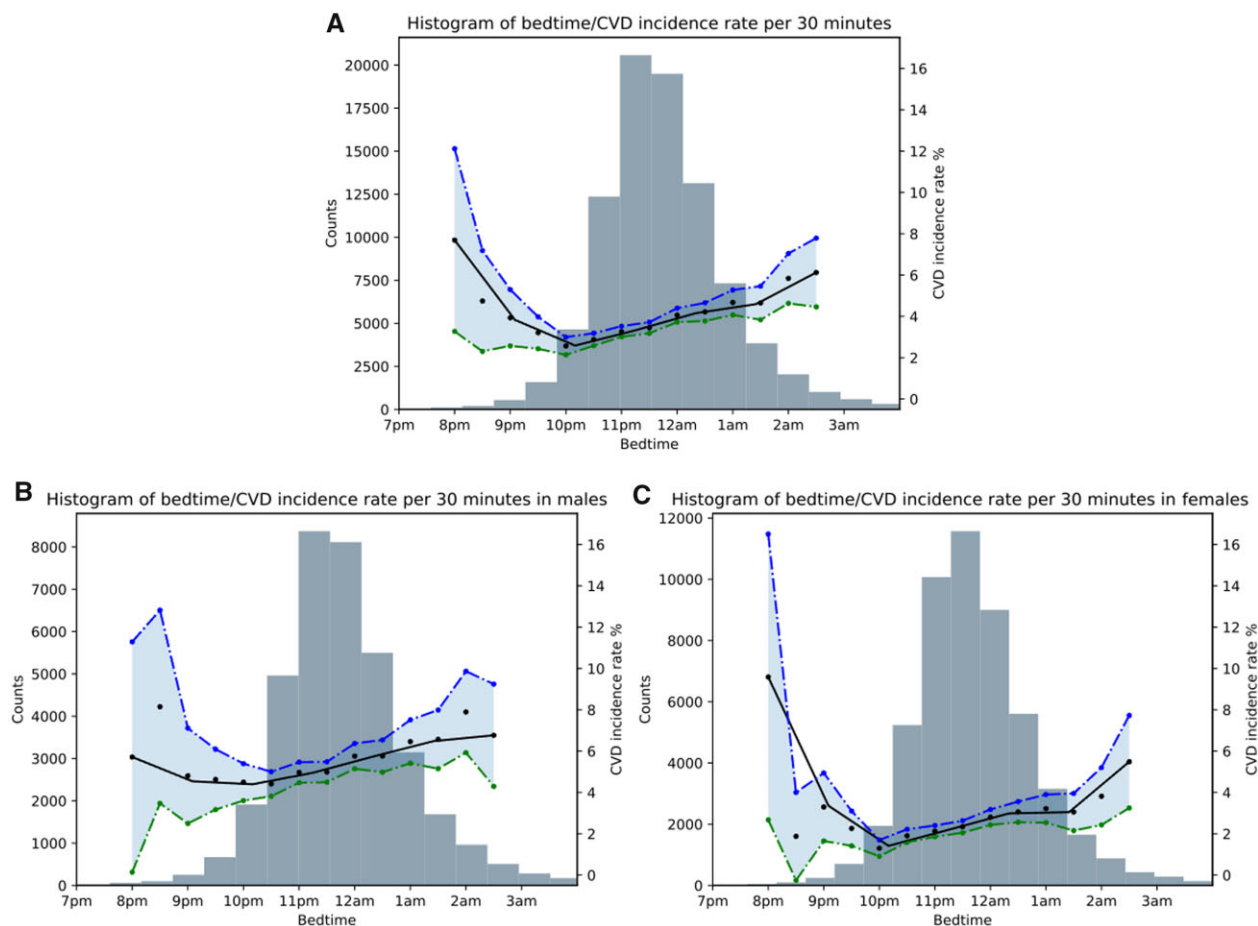 A
Histogram of bedtime/CVD incidence rate per 30 minutes
20000
17500
15000
12500
10000
7500
5000
2500
0
Counts
16
14
12
10
8
6
4
2
0
CVD incidence rate %
7pm 8pm 9pm 10pm 11pm 12am 1am 2am 3am
Bedtime
B
Histogram of bedtime/CVD incidence rate per 30 minutes in males
8000
7000
6000
5000
4000
3000
2000
1000
0
Counts
16
14
12
10
8
6
4
2
0
CVD incidence rate %
7pm 8pm 9pm 10pm 11pm 12am 1am 2am 3am
Bedtime
C
Histogram of bedtime/CVD incidence rate per 30 minutes in females
12000
10000
8000
6000
4000
2000
0
Counts
16
14
12
10
8
6
4
2
0
CVD incidence rate %
7pm 8pm 9pm 10pm 11pm 12am 1am 2am 3am
Bedtime